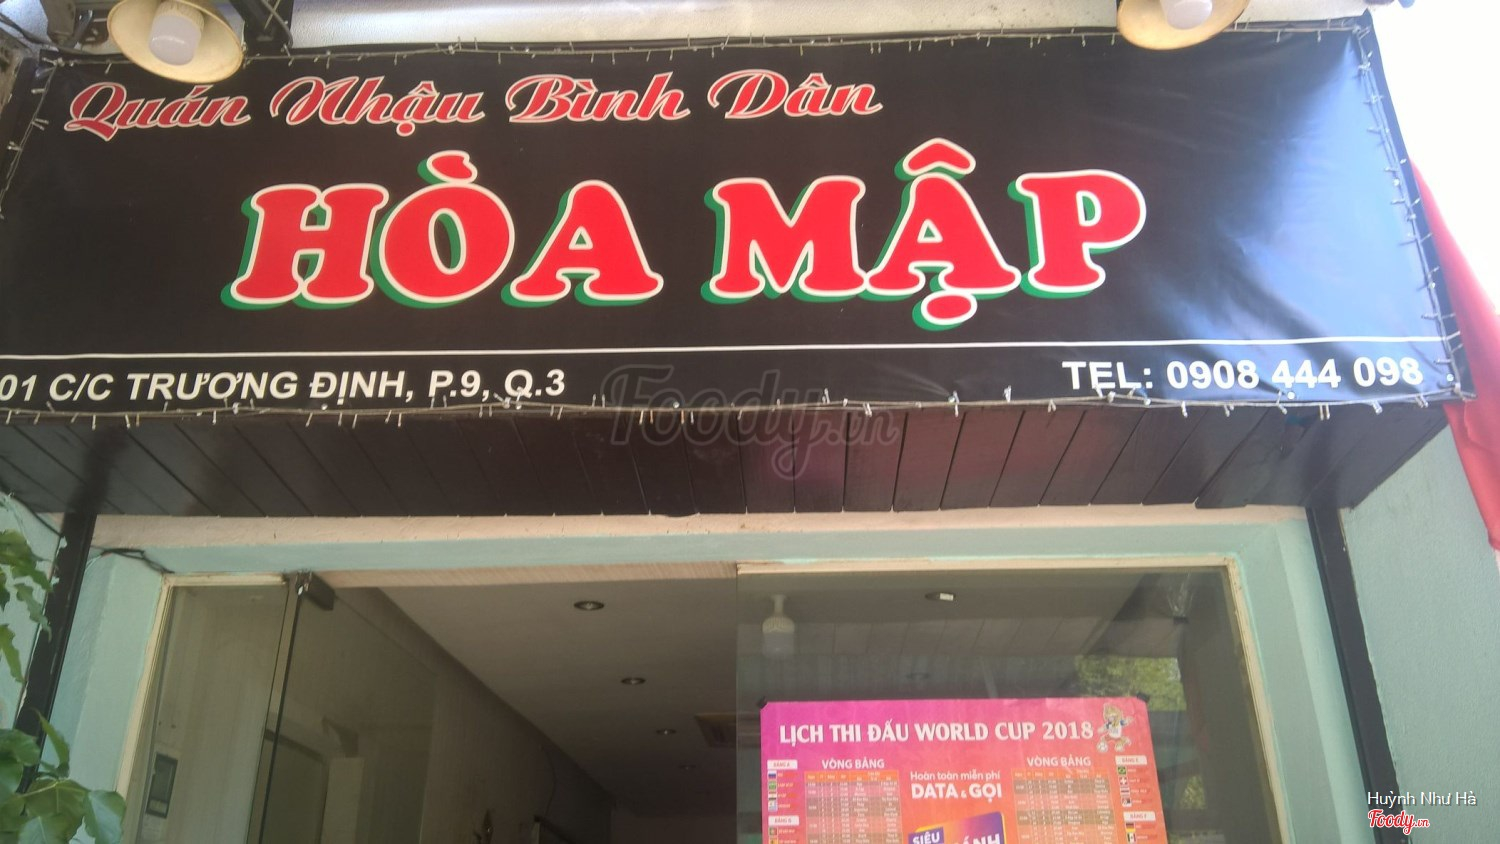 Quán Nhậu Bình Dân
HÒA MẬP
01 C/C TRƯƠNG ĐỊNH, P.9, Q.3
TEL: 0908 444 098
Foody.vn
LỊCH THI ĐẤU WORLD CUP 2018
VÒNG BẢNG
Hoàn toàn miễn phí
DATA & GỌI
VÒNG BẢNG
SIÊU
Huỳnh Như Hà
Foody.vn